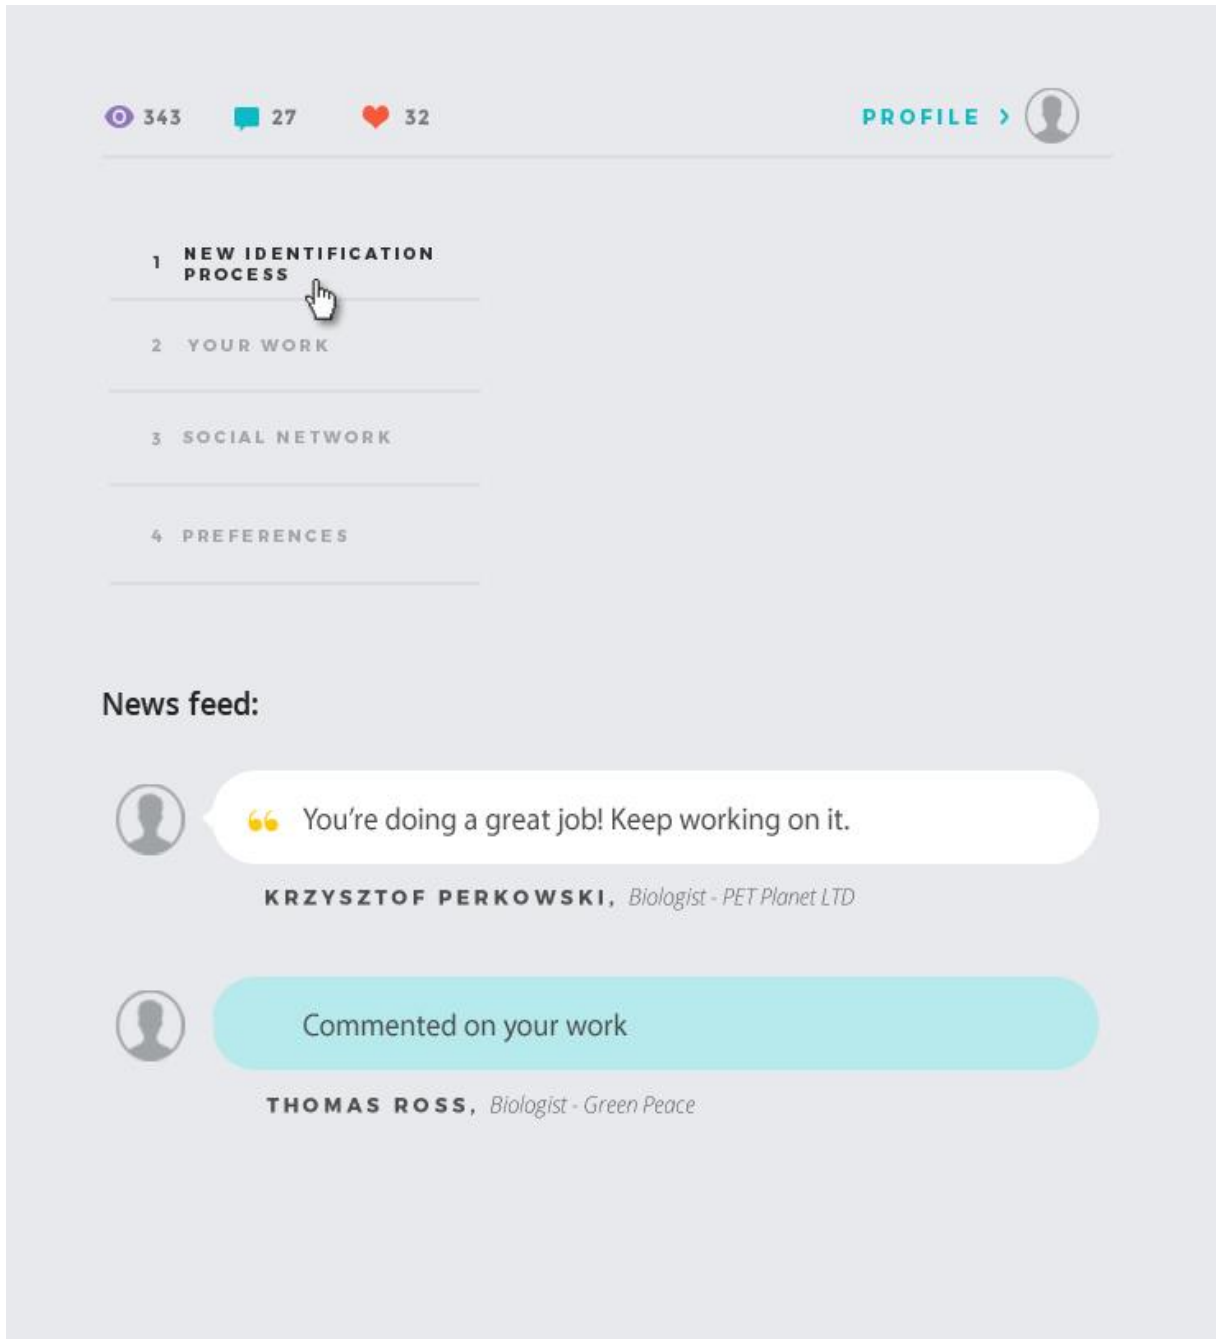 343 27 32 PROFILE >
1 NEW IDENTIFICATION
PROCESS
2 YOUR WORK
3 SOCIAL NETWORK
4 PREFERENCES
News feed:
“ You’re doing a great job! Keep working on it.
KRZYSZTOF PERKOWSKI, Biologist - PET Planet LTD
Commented on your work
THOMAS ROSS, Biologist - Green Peace